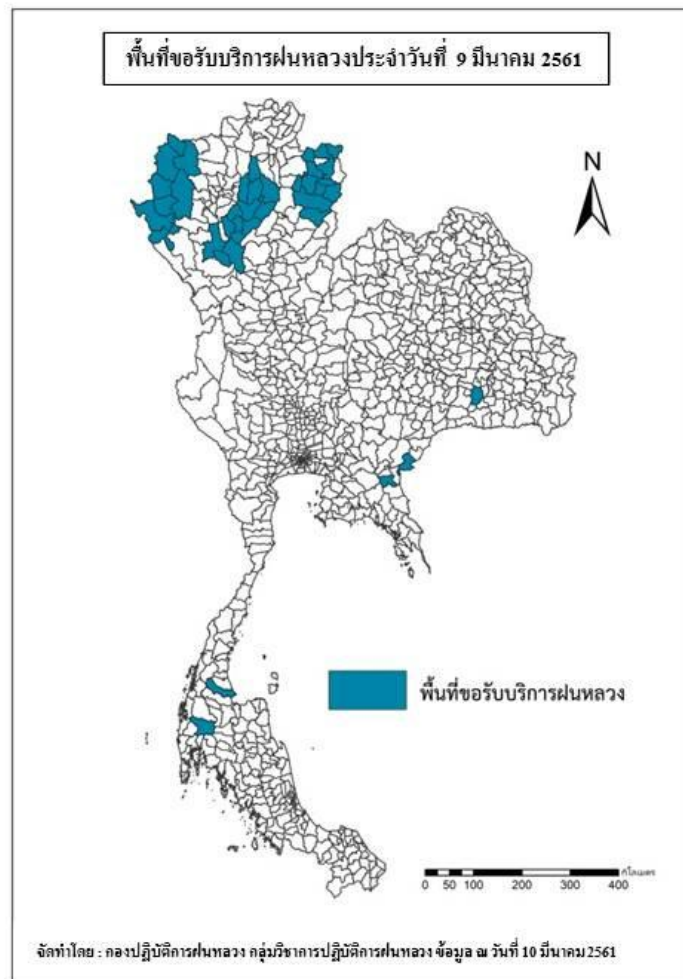 พื้นที่ขอรับบริการฝนหลวงประจำวันที่ 9 มีนาคม 2561
N
พื้นที่ขอรับบริการฝนหลวง
กิโลเมตร
0 50 100 200 300 400
จัดทำโดย : กองปฏิบัติการฝนหลวง กลุ่มวิชาการปฏิบัติการฝนหลวง ข้อมูล ณ วันที่ 10 มีนาคม 2561